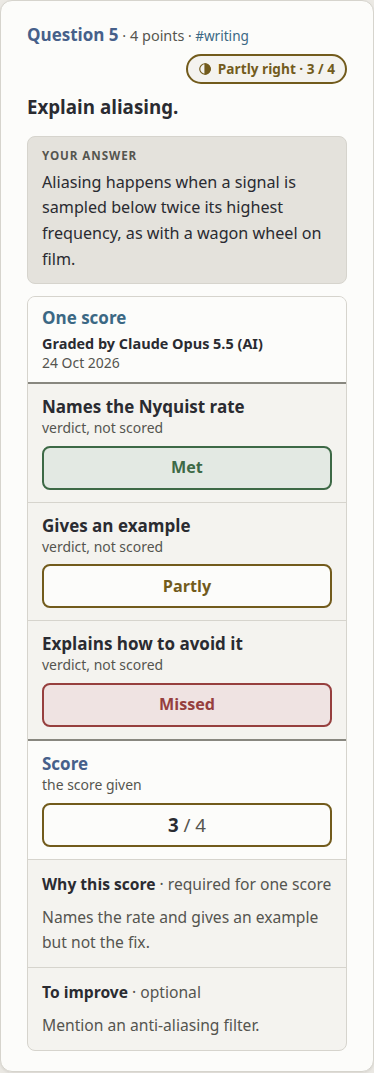 Question 5 · 4 points · #writing
Partly right · 3 / 4
Explain aliasing.
YOUR ANSWER
Aliasing happens when a signal is
sampled below twice its highest
frequency, as with a wagon wheel on
film.
One score
Graded by Claude Opus 5.5 (AI)
24 Oct 2026
Names the Nyquist rate
verdict, not scored
Met
Gives an example
verdict, not scored
Partly
Explains how to avoid it
verdict, not scored
Missed
Score
the score given
3 / 4
Why this score · required for one score
Names the rate and gives an example
but not the fix.
To improve · optional
Mention an anti-aliasing filter.